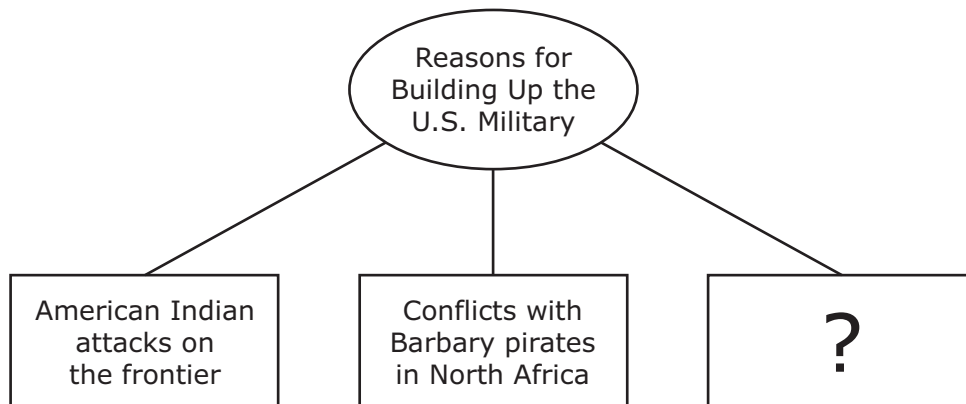 Reasons for
Building Up the
U.S. Military
American Indian
attacks on
the frontier
Conflicts with
Barbary pirates
in North Africa
?